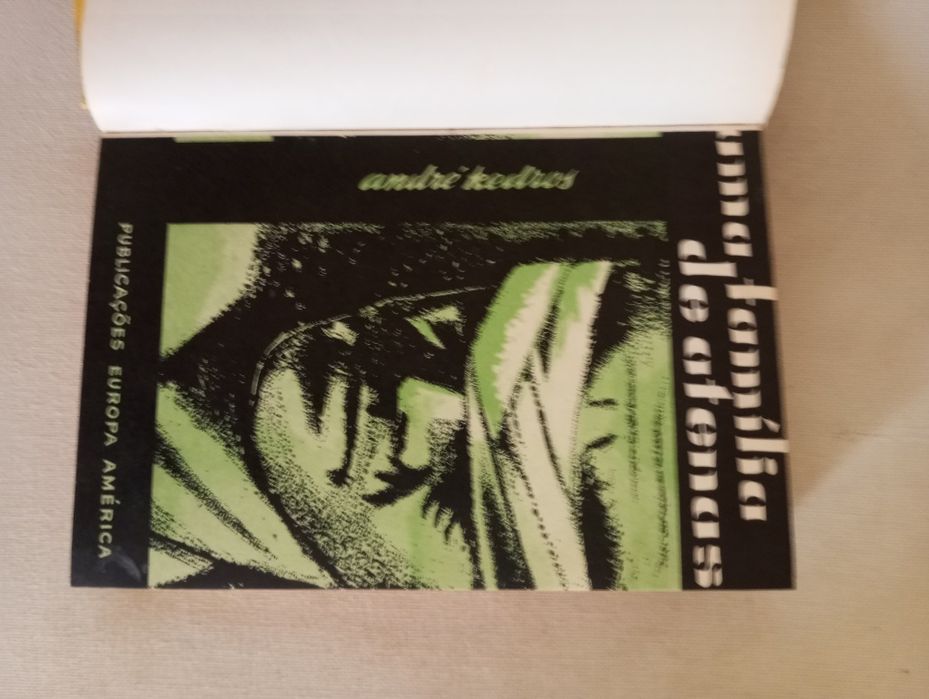 uma família
de atenas
andré kedros
PUBLICAÇÕES EUROPA AMÉRICA